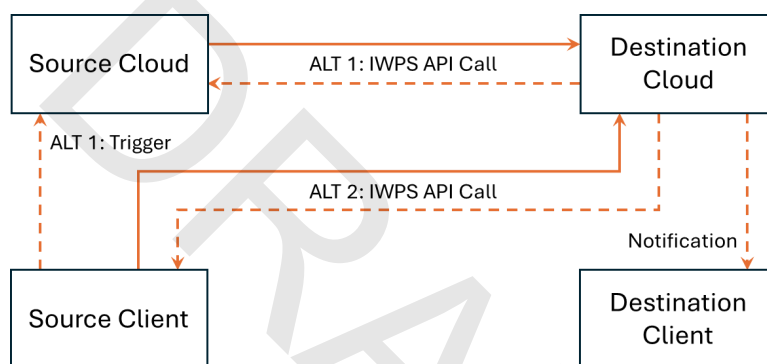 Source Cloud
Destination
Cloud
ALT 1: IWPS API Call
ALT 1: Trigger
ALT 2: IWPS API Call
Notification
Source Client
Destination
Client
DRA